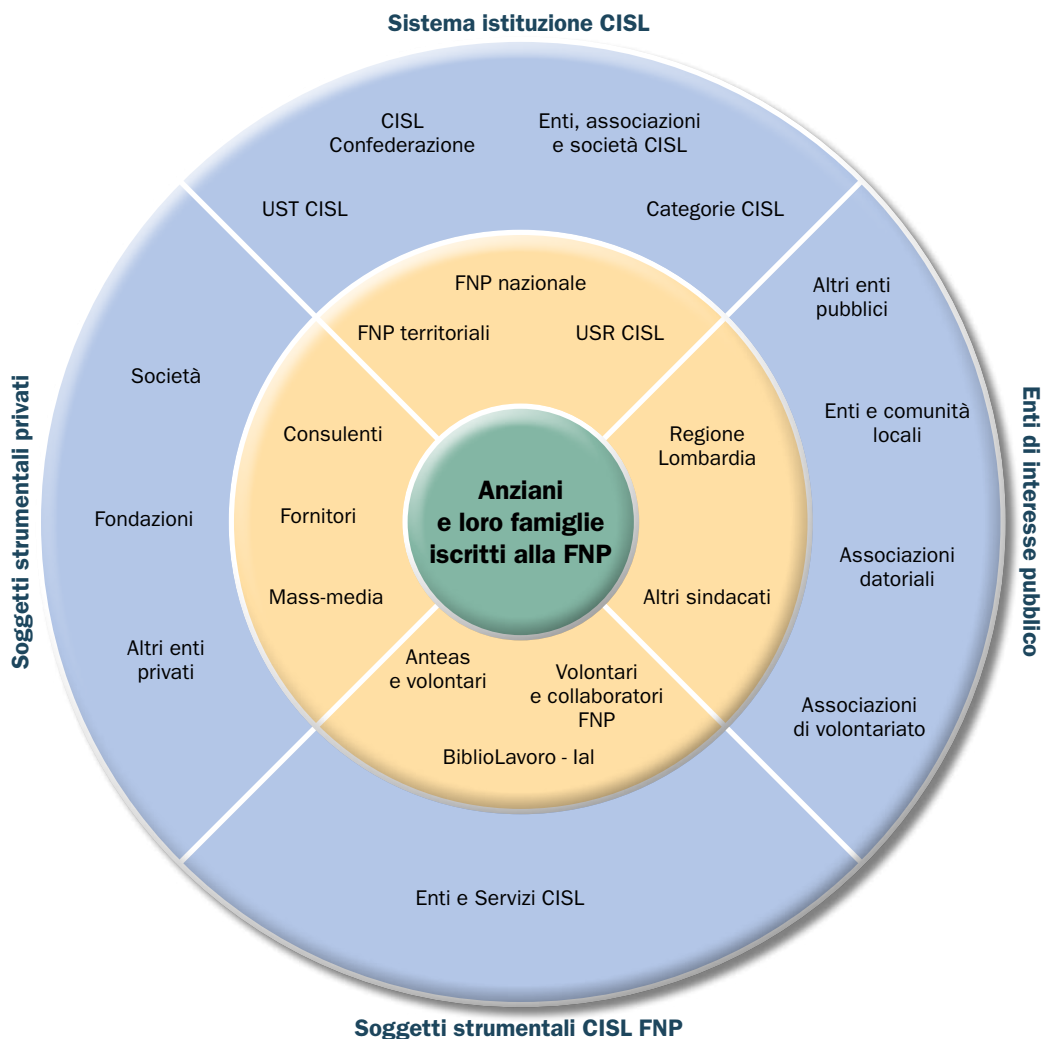 Sistema istituzione CISL
CISL
Confederazione
Enti, associazioni
e società CISL
UST CISL
Categorie CISL
FNP nazionale
FNP territoriali
USR CISL
Altri enti
pubblici
Enti e comunità
locali
Associazioni
datoriali
Associazioni
di volontariato
Enti di interesse pubblico
Regione
Lombardia
Altri sindacati
Società
Fondazioni
Altri enti
privati
Soggetti strumentali privati
Consulenti
Fornitori
Mass-media
Anziani
e loro famiglie
iscritti alla FNP
Anteas
e volontari
Volontari
e collaboratori
FNP
BiblioLavoro - Ial
Enti e Servizi CISL
Soggetti strumentali CISL FNP